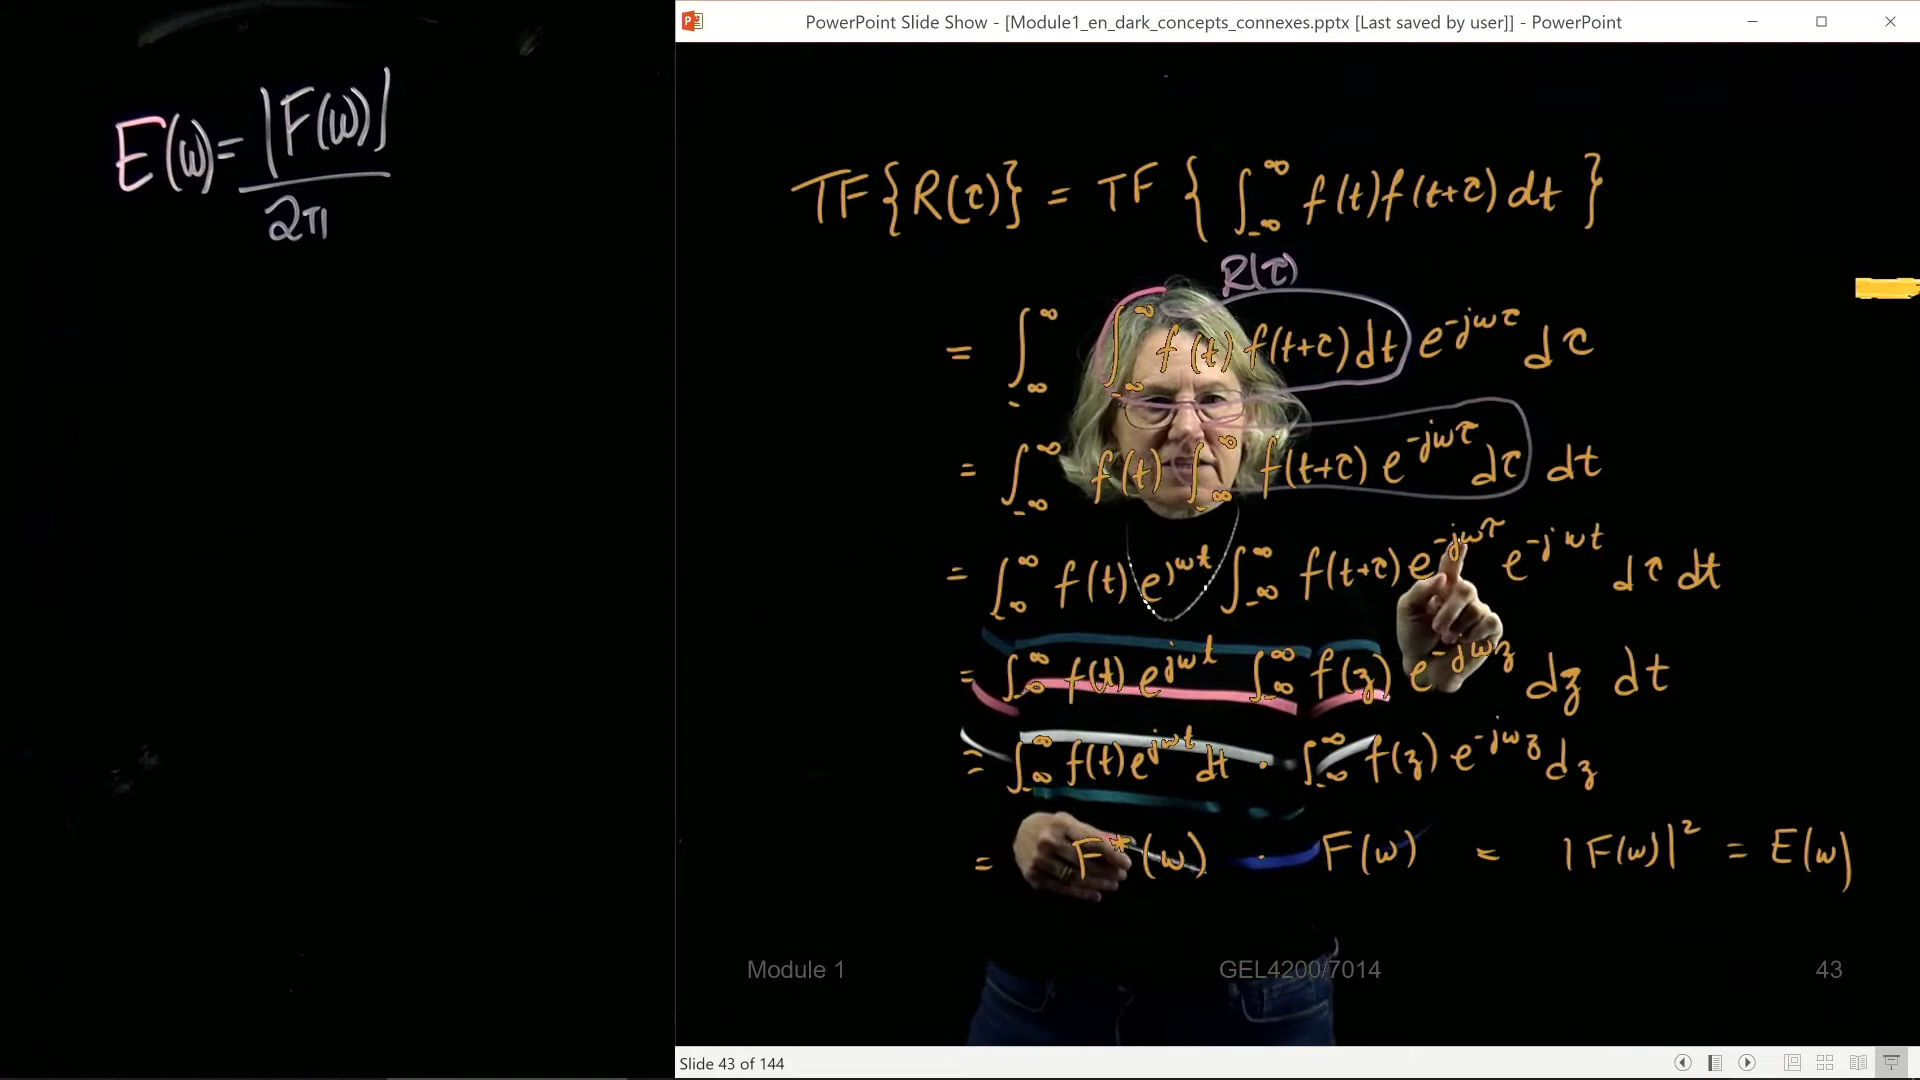 PowerPoint Slide Show - [Module1_en_dark_concepts_connexes.pptx [Last saved by user]] - PowerPoint
E(ω) = |F(ω)| / 2π
TF{R(τ)} = TF { ∫_{-∞}^{∞} f(t)f(t+τ) dt }
R(τ)
= ∫_{-∞}^{∞} ∫_{-∞}^{∞} f(t) f(t+τ) dt e^{-jωτ} dτ
= ∫_{-∞}^{∞} f(t) ∫_{-∞}^{∞} f(t+τ) e^{-jωτ} dτ dt
= ∫_{-∞}^{∞} f(t) e^{jωt} ∫_{-∞}^{∞} f(t+τ) e^{-jωτ} e^{-jωt} dτ dt
= ∫_{-∞}^{∞} f(t) e^{jωt} ∫_{-∞}^{∞} f(z) e^{-jωz} dz dt
= ∫_{-∞}^{∞} f(t) e^{jωt} dt · ∫_{-∞}^{∞} f(z) e^{-jωz} dz
= F*(ω) · F(ω) = |F(ω)|² = E(ω)
Module 1 GEL4200/7014 43
Slide 43 of 144